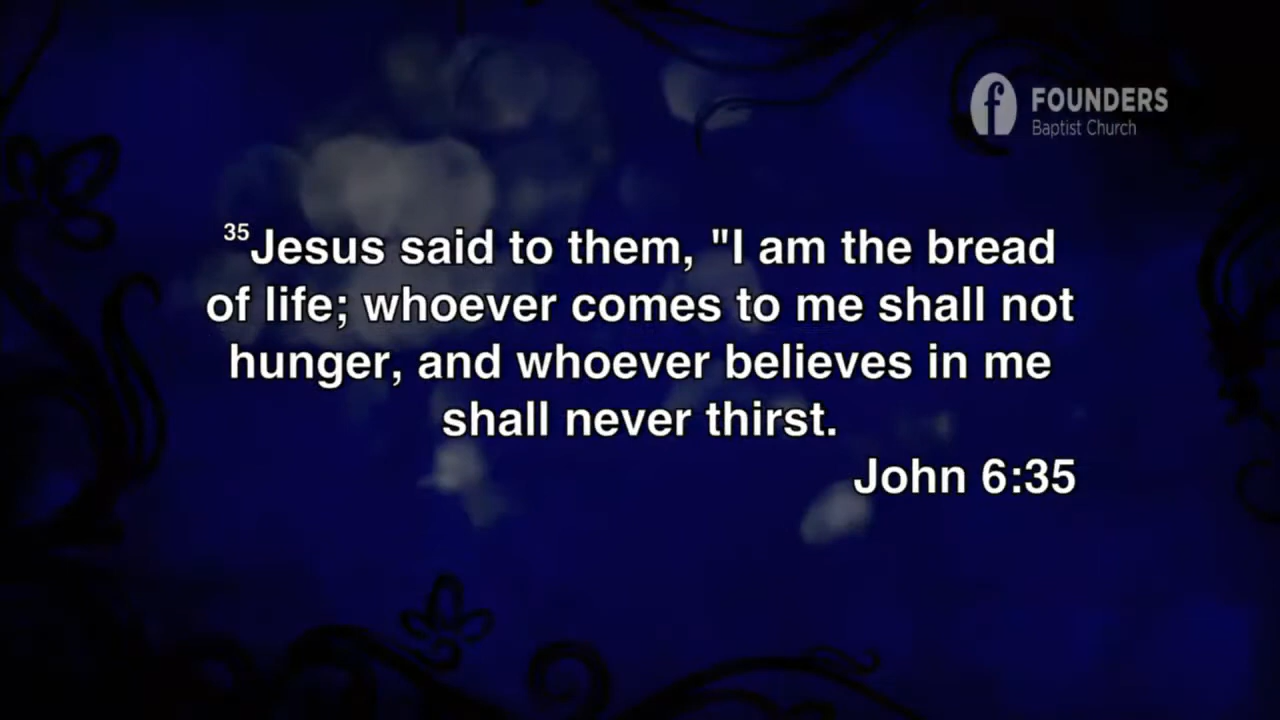 FOUNDERS
Baptist Church
35Jesus said to them, "I am the bread
of life; whoever comes to me shall not
hunger, and whoever believes in me
shall never thirst.
John 6:35